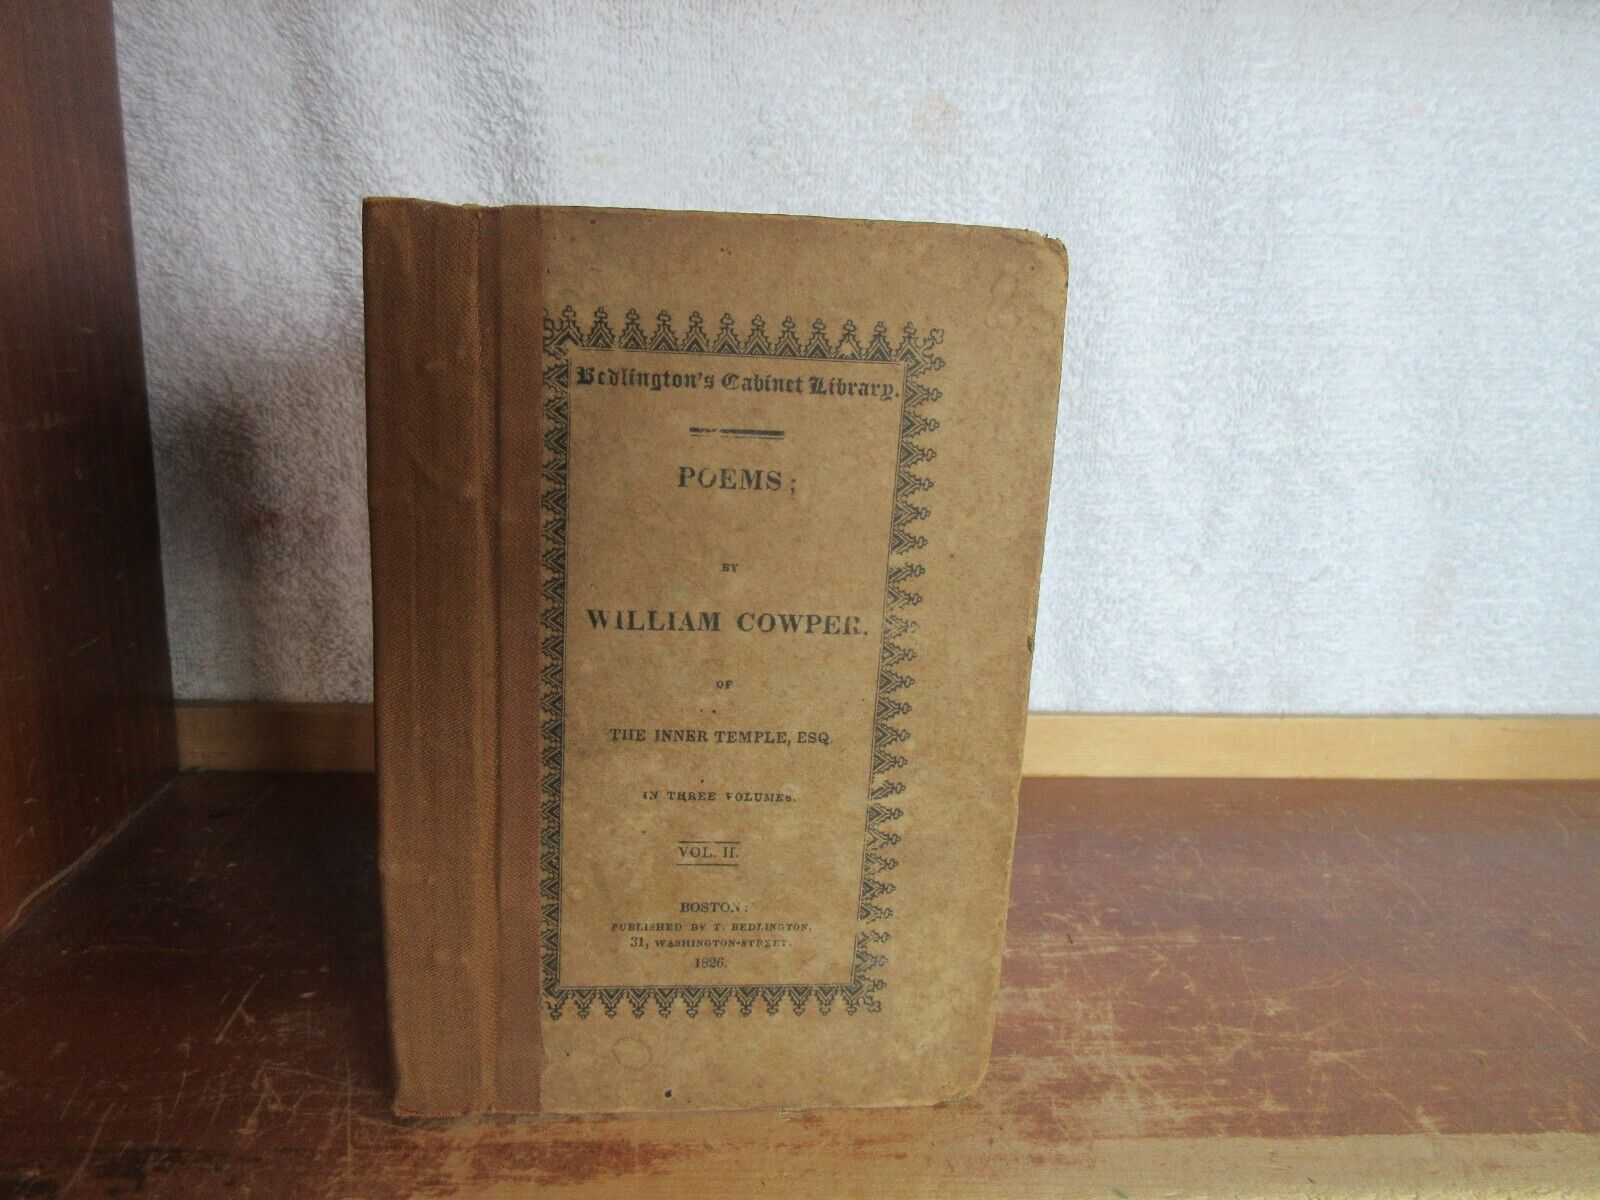 Bedlington's Cabinet Library.
POEMS;
BY
WILLIAM COWPER,
OF
THE INNER TEMPLE, ESQ.
IN THREE VOLUMES.
VOL. II.
BOSTON:
PUBLISHED BY T. BEDLINGTON.
31, WASHINGTON-STREET.
1826.